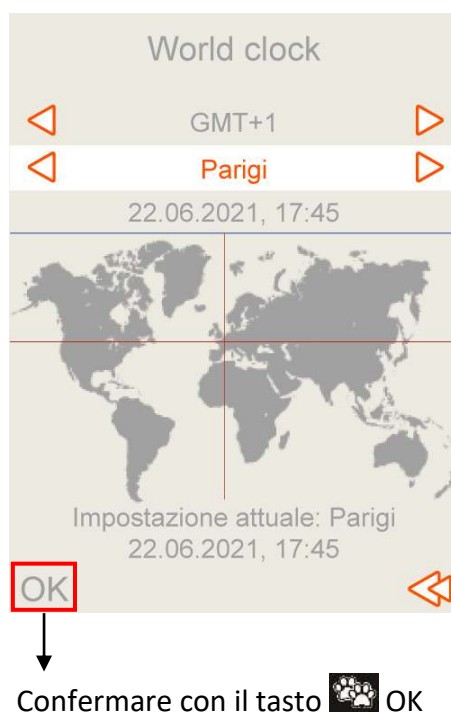 World clock
GMT+1
Parigi
22.06.2021, 17:45
Impostazione attuale: Parigi
22.06.2021, 17:45
OK
Confermare con il tasto OK